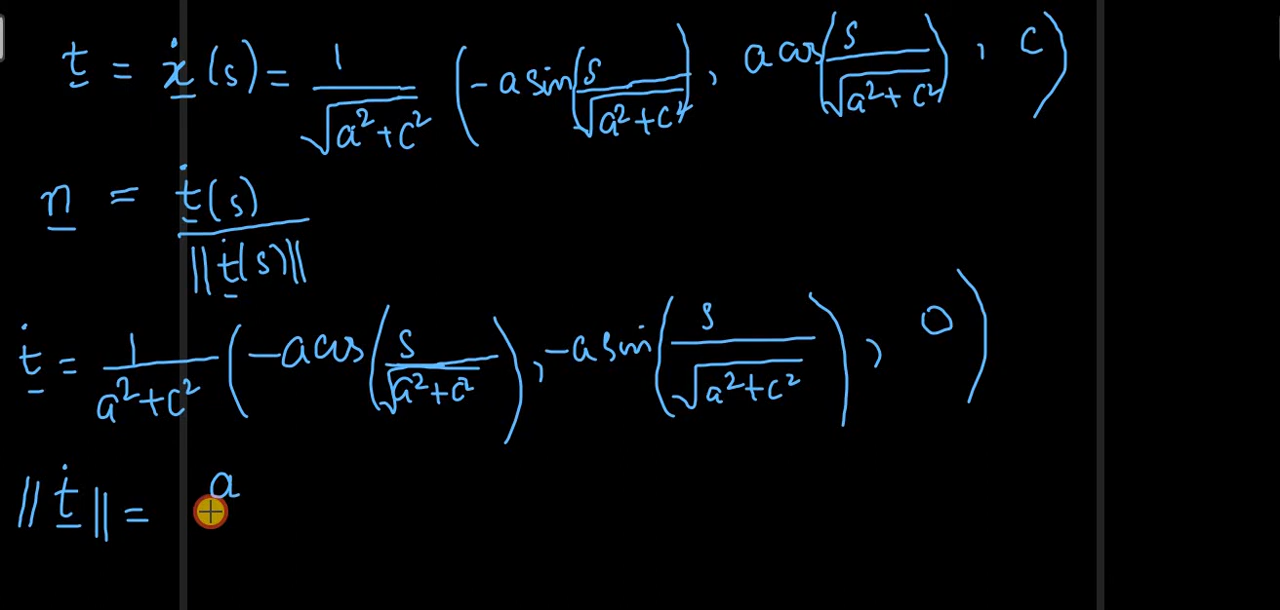 t = ẋ(s) = 1/√(a²+c²) (-a sin(s/√(a²+c²)), a cos(s/√(a²+c²)), c)
n = ṫ(s)/||ṫ(s)||
ṫ = 1/(a²+c²) (-a cos(s/√(a²+c²)), -a sin(s/√(a²+c²)), 0)
||ṫ|| = a